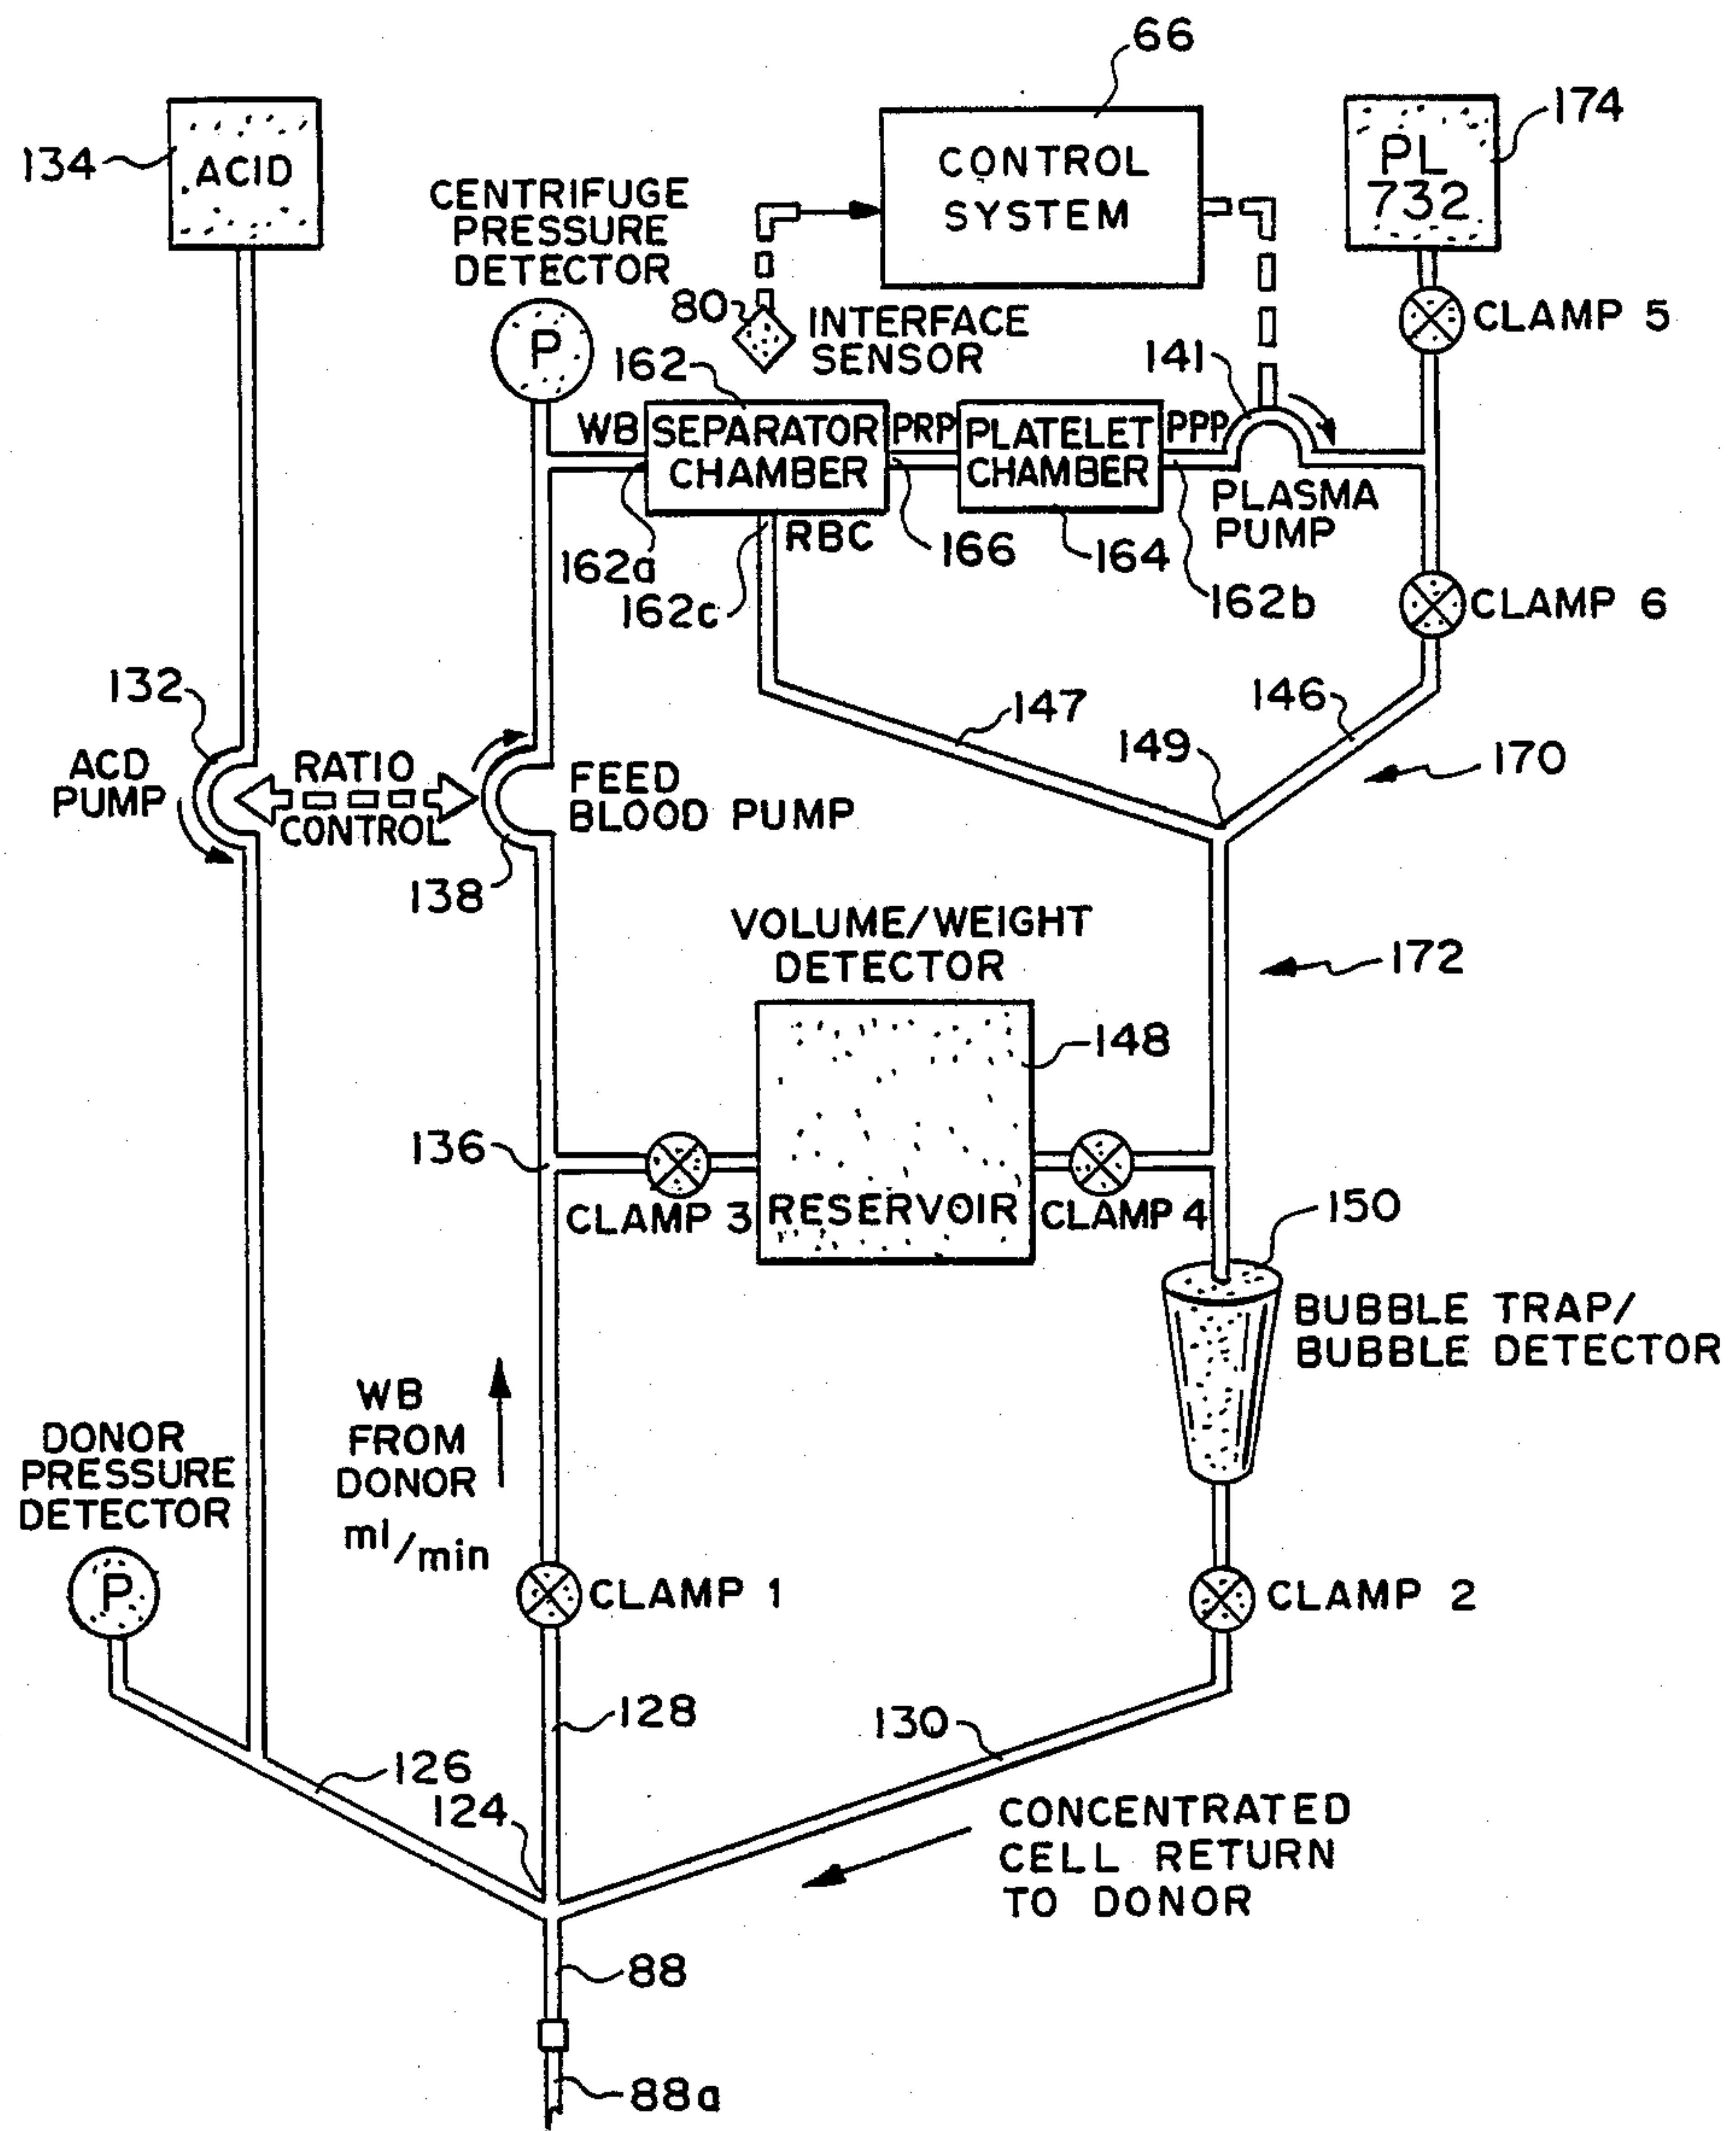 66
134
ACID
CONTROL
SYSTEM
PL
732
174
CENTRIFUGE
PRESSURE
DETECTOR
P
80
INTERFACE
SENSOR
CLAMP 5
162
141
WB
SEPARATOR
CHAMBER
PRP
PLATELET
CHAMBER
PPP
PLASMA
PUMP
RBC
162a
162c
166
164
162b
CLAMP 6
132
147
146
149
170
ACD
PUMP
RATIO
CONTROL
FEED
BLOOD PUMP
138
VOLUME/WEIGHT
DETECTOR
172
148
136
CLAMP 3
RESERVOIR
CLAMP 4
150
BUBBLE TRAP/
BUBBLE DETECTOR
WB
FROM
DONOR
ml/min
DONOR
PRESSURE
DETECTOR
P
CLAMP 1
CLAMP 2
128
130
126
124
CONCENTRATED
CELL RETURN
TO DONOR
88
88a